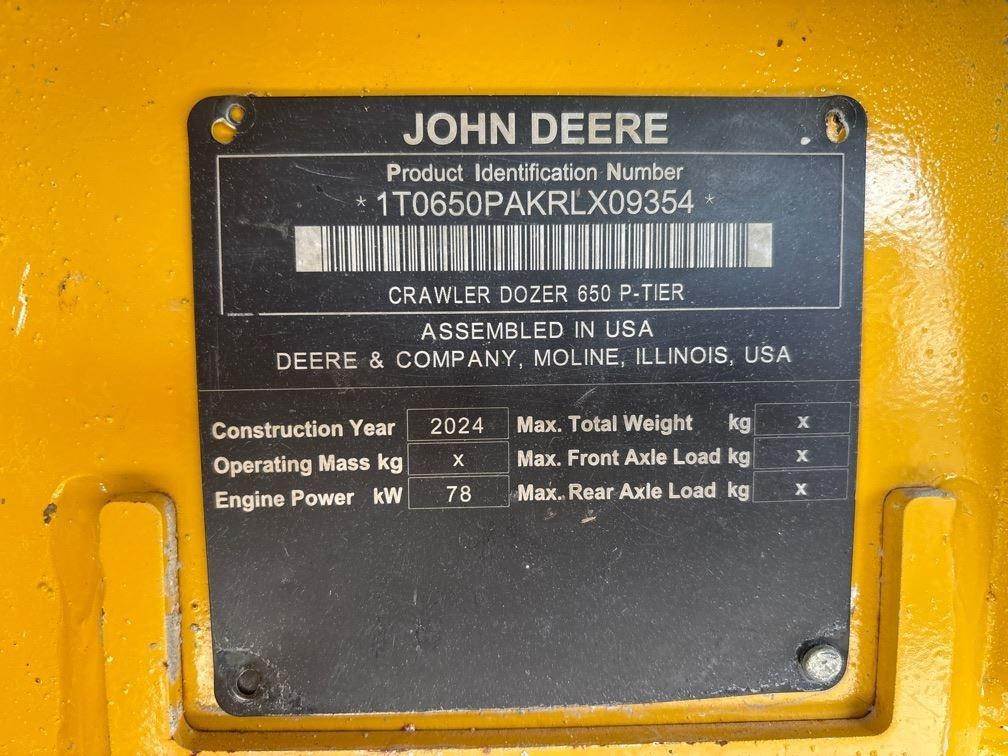 JOHN DEERE
Product Identification Number
* 1T0650PAKRLX09354 *
CRAWLER DOZER 650 P-TIER
ASSEMBLED IN USA
DEERE & COMPANY, MOLINE, ILLINOIS, USA
Construction Year 2024 Max. Total Weight kg x
Operating Mass kg x Max. Front Axle Load kg x
Engine Power kW 78 Max. Rear Axle Load kg x